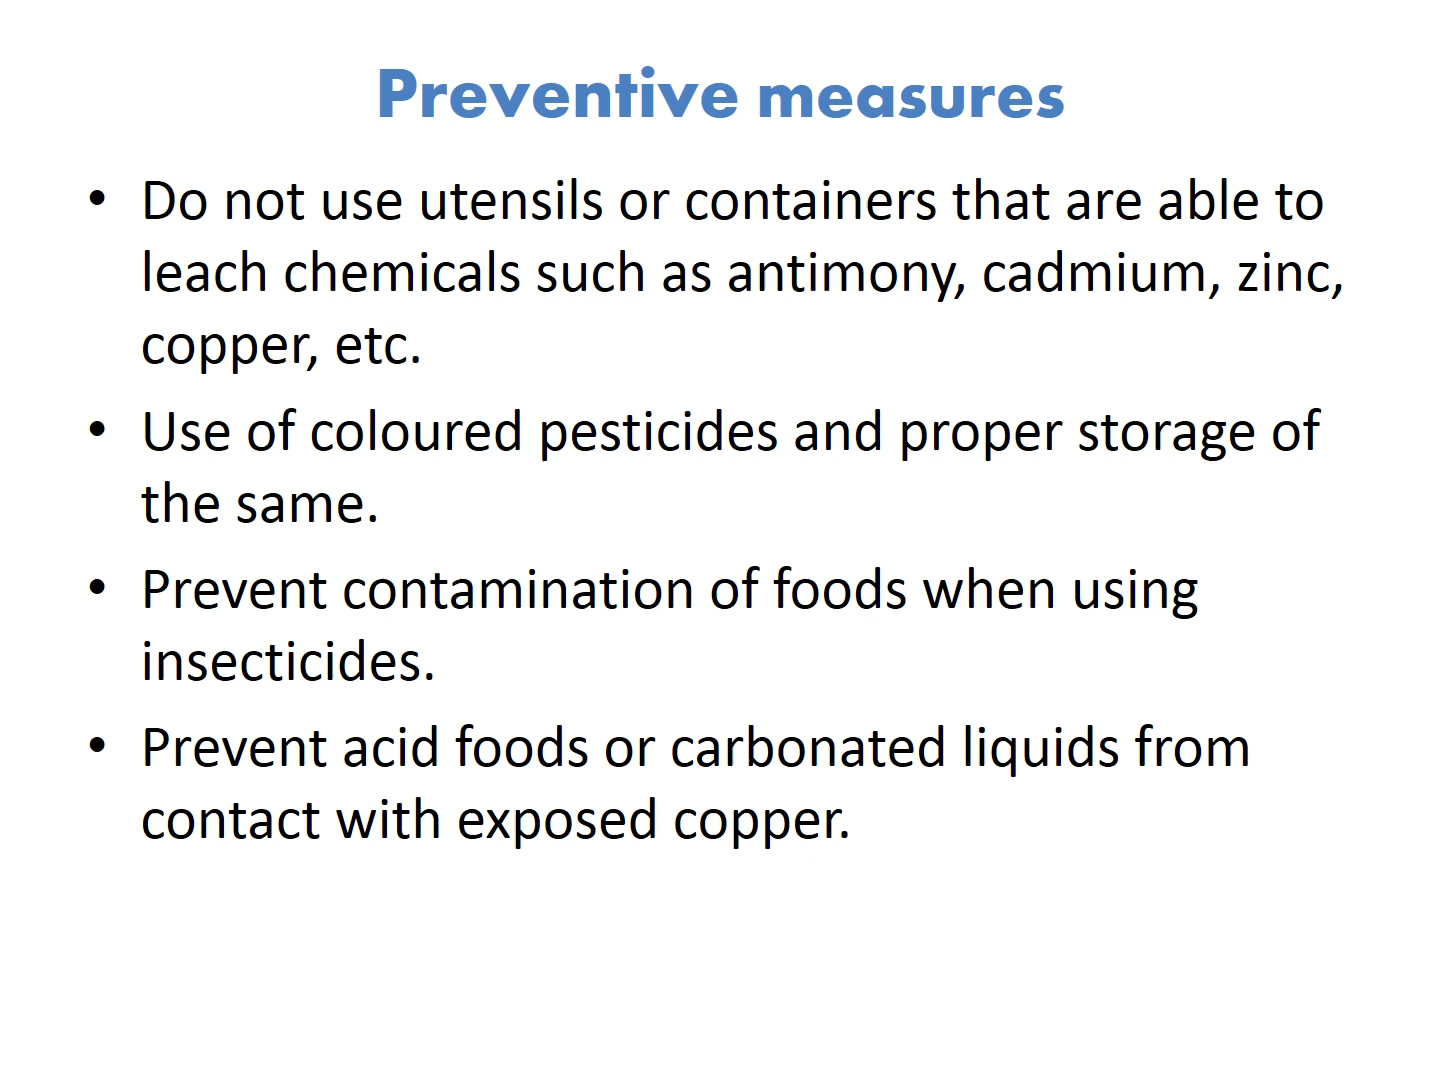 Preventive measures
• Do not use utensils or containers that are able to
leach chemicals such as antimony, cadmium, zinc,
copper, etc.
• Use of coloured pesticides and proper storage of
the same.
• Prevent contamination of foods when using
insecticides.
• Prevent acid foods or carbonated liquids from
contact with exposed copper.